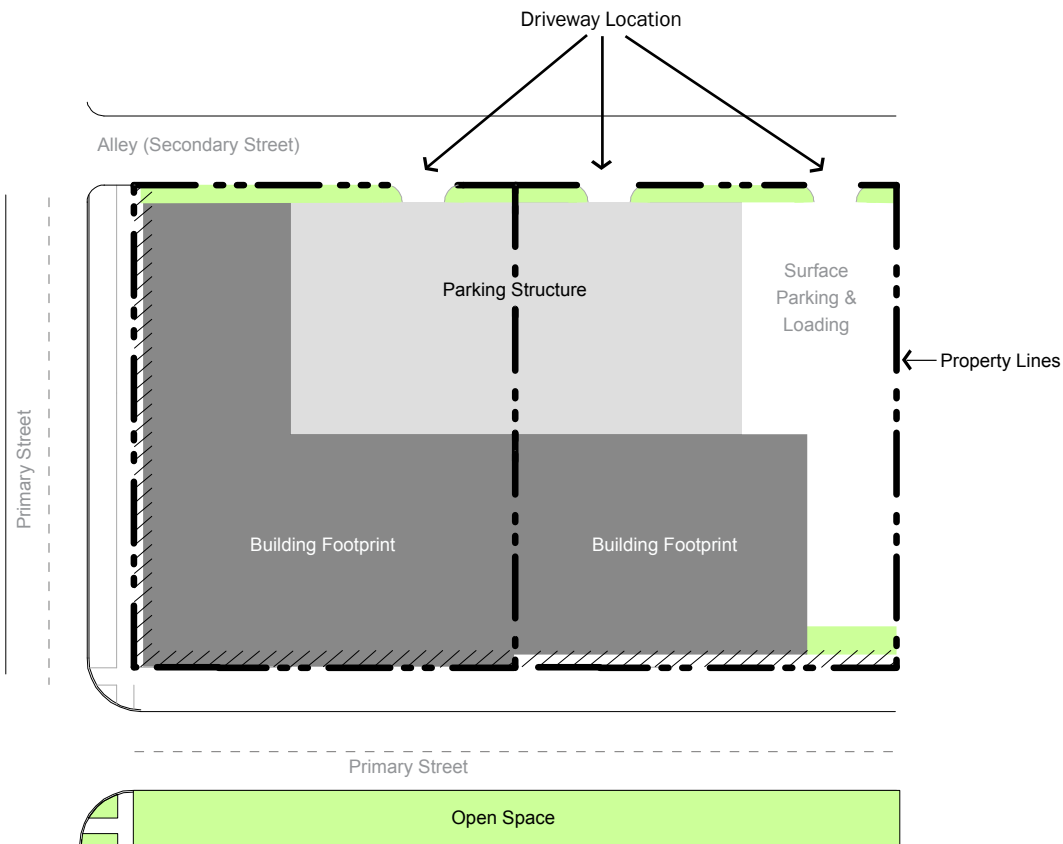 Driveway Location
Alley (Secondary Street)
Surface
Parking &
Loading
Parking Structure
Property Lines
Primary Street
Building Footprint
Building Footprint
Primary Street
Open Space